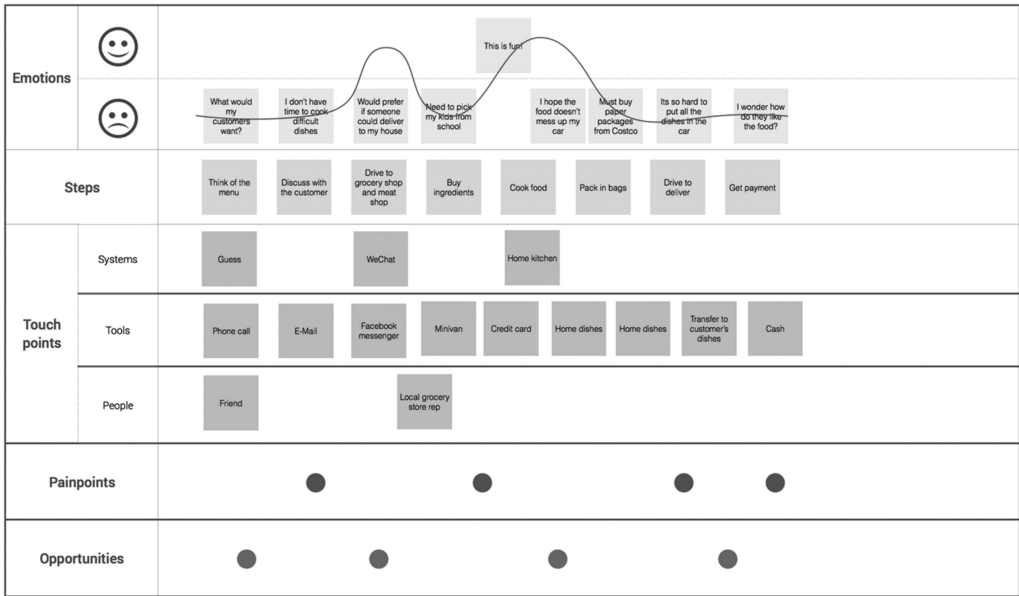 Emotions
This is fun!
What would
my
customers
want?
I don't have
time to cook
difficult
dishes
Would prefer
if someone
could deliver
to my house
Need to pick
my kids from
school
I hope the
food doesn't
mess up my
car
Must buy
paper
packages
from Costco
Its so hard to
put all the
dishes in the
car
I wonder how
do they like
the food?
Steps
Think of the
menu
Discuss with
the customer
Drive to
grocery shop
and meat
shop
Buy
ingredients
Cook food
Pack in bags
Drive to
deliver
Get payment
Touch
points
Systems
Guess
WeChat
Home kitchen
Tools
Phone call
E-Mail
Facebook
messenger
Minivan
Credit card
Home dishes
Home dishes
Transfer to
customer's
dishes
Cash
People
Friend
Local grocery
store rep
Painpoints
Opportunities